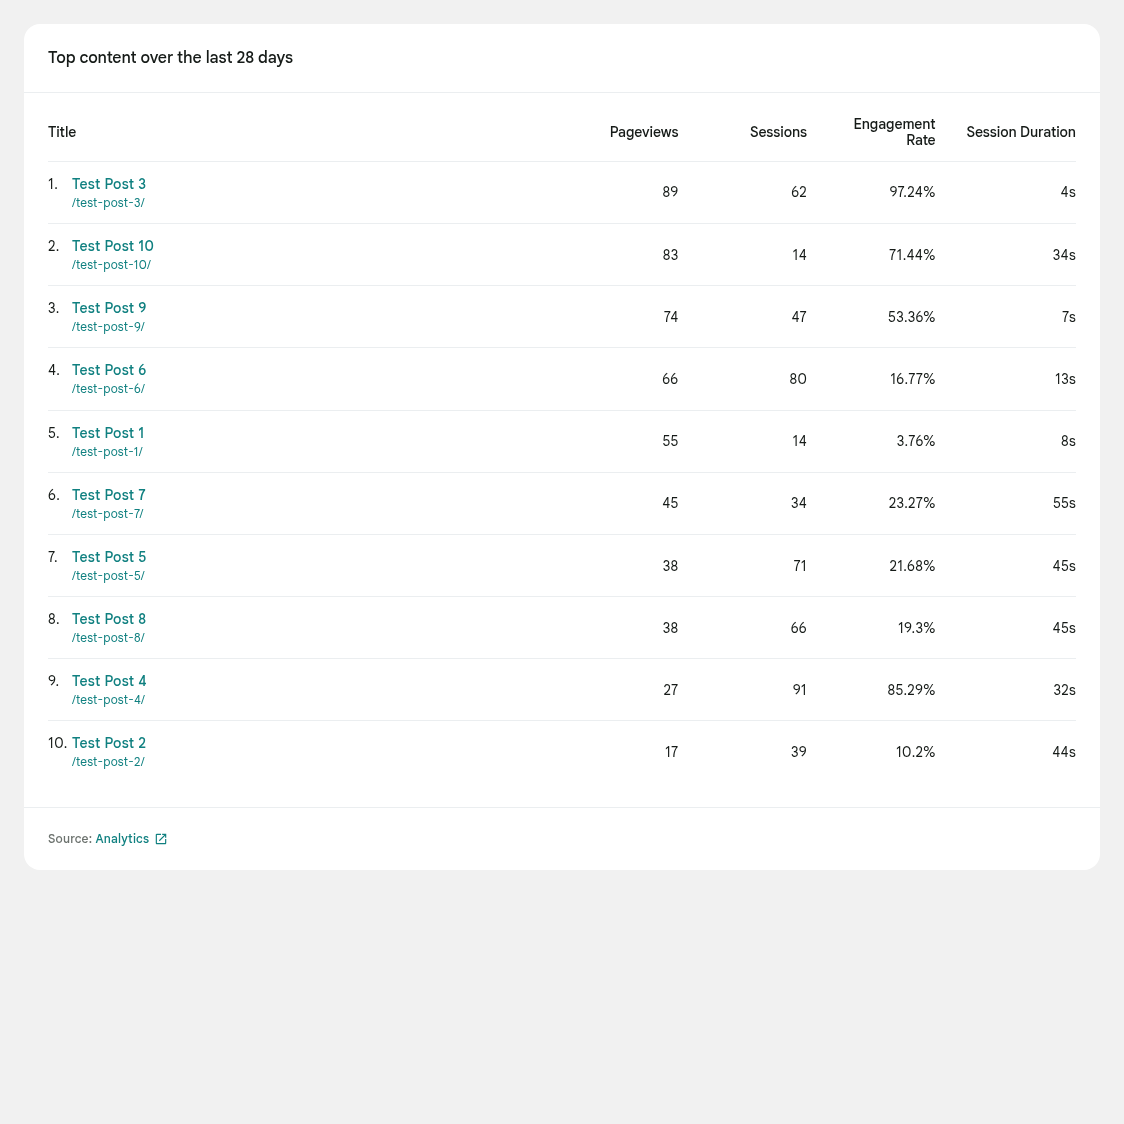 Top content over the last 28 days
Title Pageviews Sessions Engagement Rate Session Duration
1. Test Post 3 89 62 97.24% 4s
/test-post-3/
2. Test Post 10 83 14 71.44% 34s
/test-post-10/
3. Test Post 9 74 47 53.36% 7s
/test-post-9/
4. Test Post 6 66 80 16.77% 13s
/test-post-6/
5. Test Post 1 55 14 3.76% 8s
/test-post-1/
6. Test Post 7 45 34 23.27% 55s
/test-post-7/
7. Test Post 5 38 71 21.68% 45s
/test-post-5/
8. Test Post 8 38 66 19.3% 45s
/test-post-8/
9. Test Post 4 27 91 85.29% 32s
/test-post-4/
10. Test Post 2 17 39 10.2% 44s
/test-post-2/
Source: Analytics